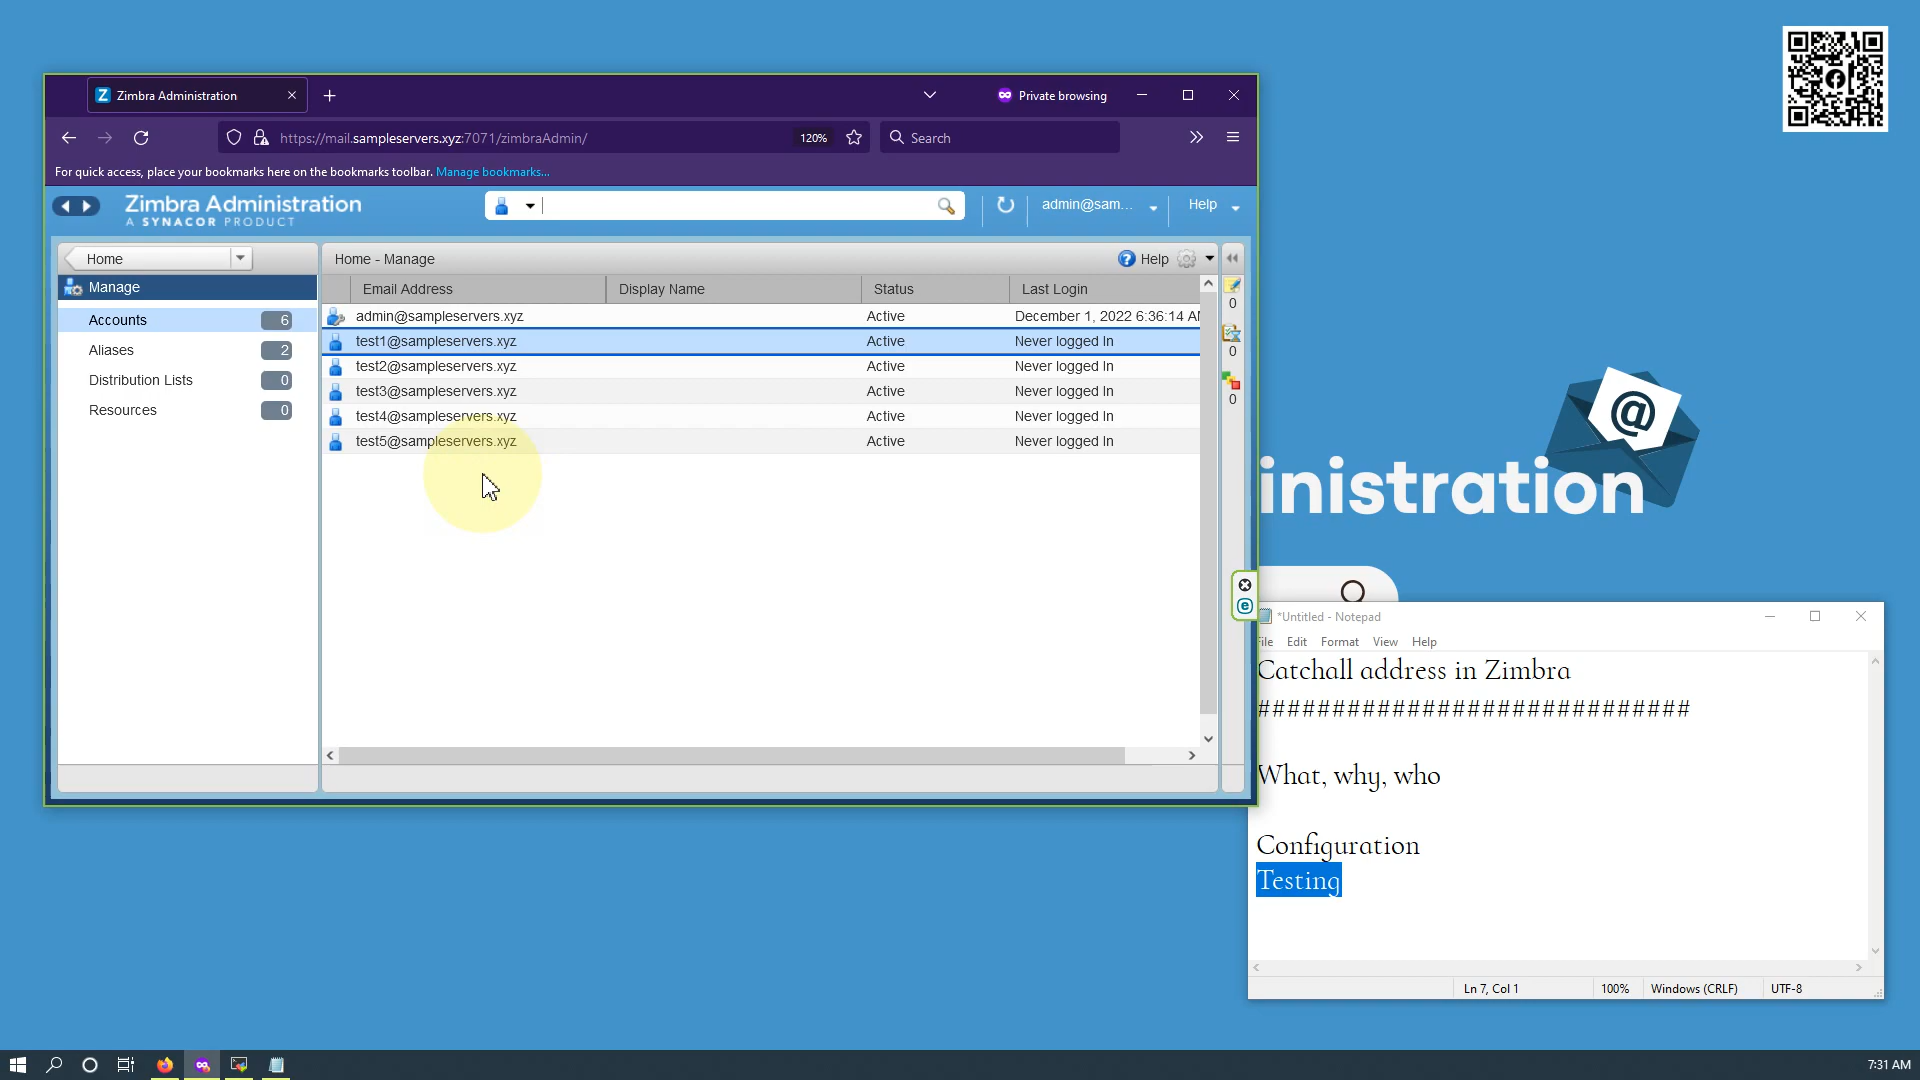 Zimbra Administration
Private browsing
https://mail.sampleservers.xyz:7071/zimbraAdmin/
120%
Search
For quick access, place your bookmarks here on the bookmarks toolbar. Manage bookmarks...
Zimbra Administration
A SYNACOR PRODUCT
admin@sam...
Help
Home
Home - Manage
Help
Manage
Email Address
Display Name
Status
Last Login
Accounts 6
Aliases 2
Distribution Lists 0
Resources 0
admin@sampleservers.xyz Active December 1, 2022 6:36:14 AM
test1@sampleservers.xyz Active Never logged In
test2@sampleservers.xyz Active Never logged In
test3@sampleservers.xyz Active Never logged In
test4@sampleservers.xyz Active Never logged In
test5@sampleservers.xyz Active Never logged In
0
0
0
@
inistration
*Untitled - Notepad
File Edit Format View Help
Catchall address in Zimbra
#############################
What, why, who
Configuration
Testing
Ln 7, Col 1
100%
Windows (CRLF)
UTF-8
7:31 AM